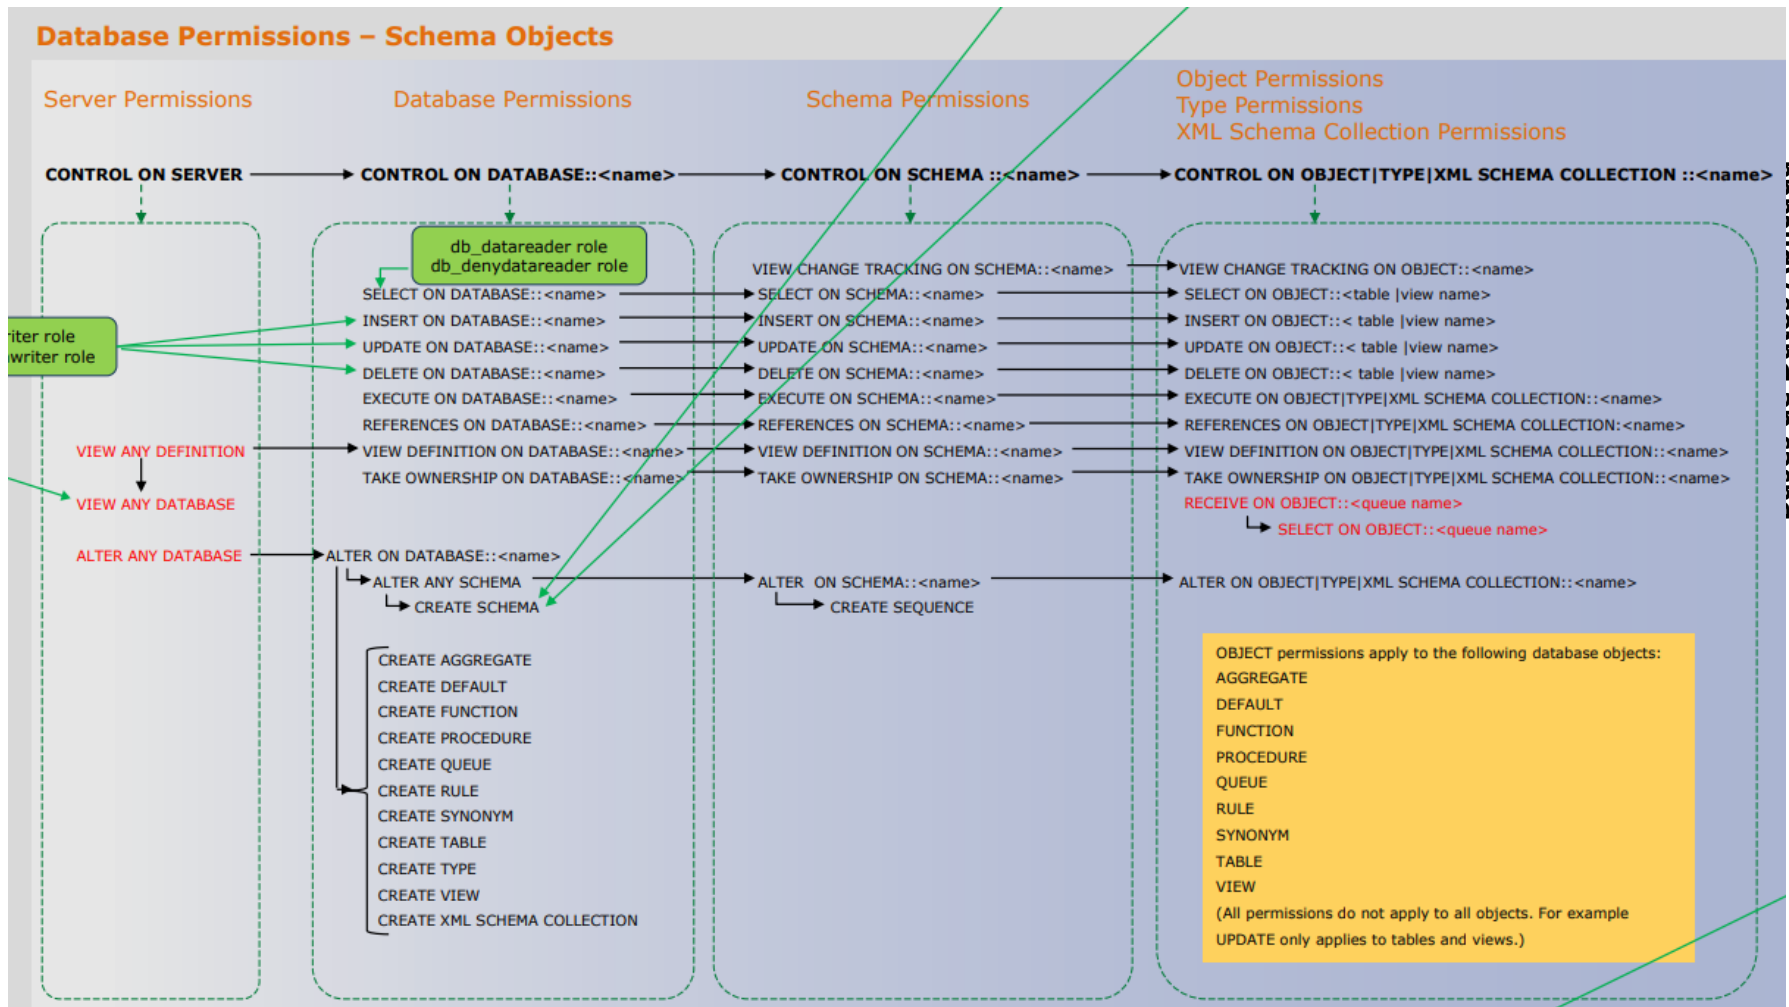 Database Permissions – Schema Objects
Server Permissions
Database Permissions
Schema Permissions
Object Permissions
Type Permissions
XML Schema Collection Permissions
CONTROL ON SERVER
CONTROL ON DATABASE::<name>
CONTROL ON SCHEMA ::<name>
CONTROL ON OBJECT|TYPE|XML SCHEMA COLLECTION ::<name>
riter role
writer role
VIEW ANY DEFINITION
VIEW ANY DATABASE
ALTER ANY DATABASE
db_datareader role
db_denydatareader role
SELECT ON DATABASE::<name>
INSERT ON DATABASE::<name>
UPDATE ON DATABASE::<name>
DELETE ON DATABASE::<name>
EXECUTE ON DATABASE::<name>
REFERENCES ON DATABASE::<name>
VIEW DEFINITION ON DATABASE::<name>
TAKE OWNERSHIP ON DATABASE::<name>
ALTER ON DATABASE::<name>
ALTER ANY SCHEMA
CREATE SCHEMA
CREATE AGGREGATE
CREATE DEFAULT
CREATE FUNCTION
CREATE PROCEDURE
CREATE QUEUE
CREATE RULE
CREATE SYNONYM
CREATE TABLE
CREATE TYPE
CREATE VIEW
CREATE XML SCHEMA COLLECTION
VIEW CHANGE TRACKING ON SCHEMA::<name>
SELECT ON SCHEMA::<name>
INSERT ON SCHEMA::<name>
UPDATE ON SCHEMA::<name>
DELETE ON SCHEMA::<name>
EXECUTE ON SCHEMA::<name>
REFERENCES ON SCHEMA::<name>
VIEW DEFINITION ON SCHEMA::<name>
TAKE OWNERSHIP ON SCHEMA::<name>
ALTER ON SCHEMA::<name>
CREATE SEQUENCE
VIEW CHANGE TRACKING ON OBJECT::<name>
SELECT ON OBJECT::<table |view name>
INSERT ON OBJECT::< table |view name>
UPDATE ON OBJECT::< table |view name>
DELETE ON OBJECT::< table |view name>
EXECUTE ON OBJECT|TYPE|XML SCHEMA COLLECTION::<name>
REFERENCES ON OBJECT|TYPE|XML SCHEMA COLLECTION:<name>
VIEW DEFINITION ON OBJECT|TYPE|XML SCHEMA COLLECTION::<name>
TAKE OWNERSHIP ON OBJECT|TYPE|XML SCHEMA COLLECTION::<name>
RECEIVE ON OBJECT::<queue name>
SELECT ON OBJECT::<queue name>
ALTER ON OBJECT|TYPE|XML SCHEMA COLLECTION::<name>
OBJECT permissions apply to the following database objects:
AGGREGATE
DEFAULT
FUNCTION
PROCEDURE
QUEUE
RULE
SYNONYM
TABLE
VIEW
(All permissions do not apply to all objects. For example
UPDATE only applies to tables and views.)